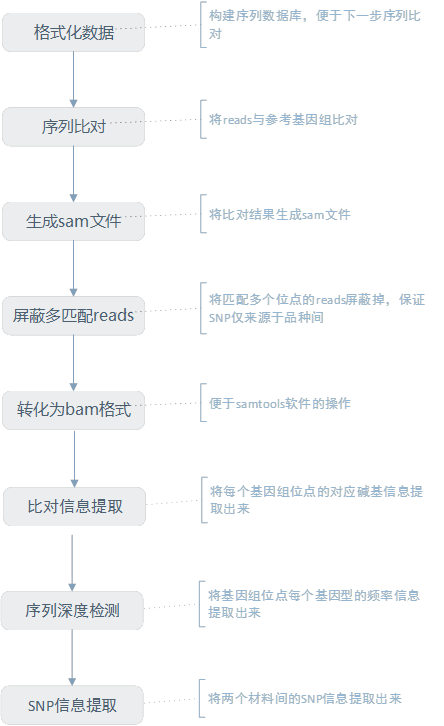 格式化数据
构建序列数据库，便于下一步序列比
对
序列比对
将reads与参考基因组比对
生成sam文件
将比对结果生成sam文件
屏蔽多匹配reads
将匹配多个位点的reads屏蔽掉，保证
SNP仅来源于品种间
转化为bam格式
便于samtools软件的操作
比对信息提取
将每个基因组位点的对应碱基信息提
取出来
序列深度检测
将基因组位点每个基因型的频率信息
提取出来
SNP信息提取
将两个材料间的SNP信息提取出来